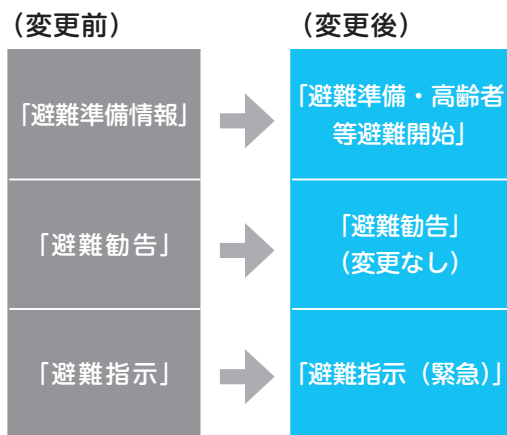 （変更前）
（変更後）
「避難準備情報」
「避難準備・高齢者
等避難開始」
「避難勧告」
「避難勧告」
（変更なし）
「避難指示」
「避難指示（緊急）」